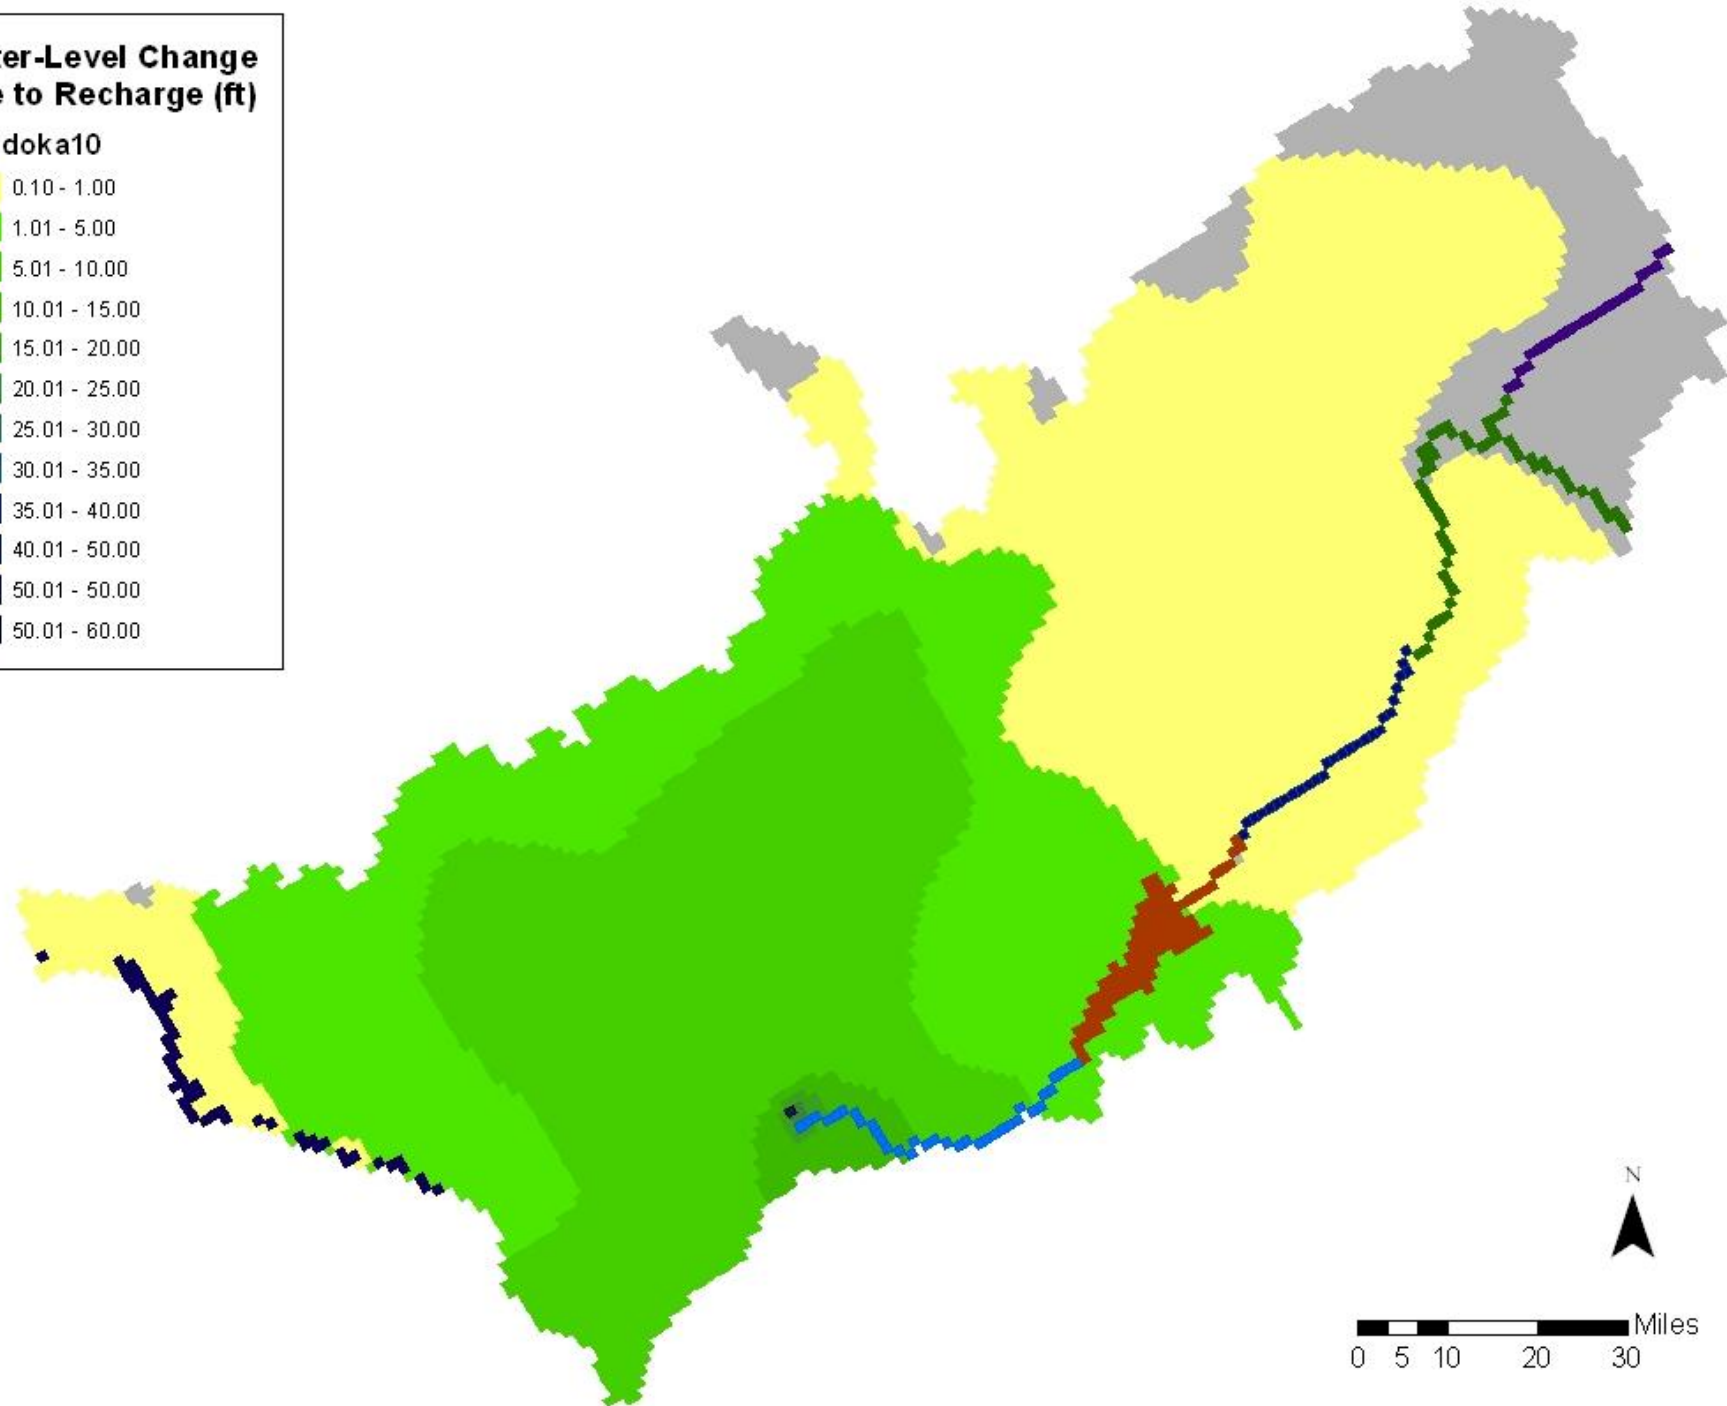 ter-Level Change
e to Recharge (ft)
doka10
0.10 - 1.00
1.01 - 5.00
5.01 - 10.00
10.01 - 15.00
15.01 - 20.00
20.01 - 25.00
25.01 - 30.00
30.01 - 35.00
35.01 - 40.00
40.01 - 50.00
50.01 - 50.00
50.01 - 60.00
N
Miles
0 5 10 20 30